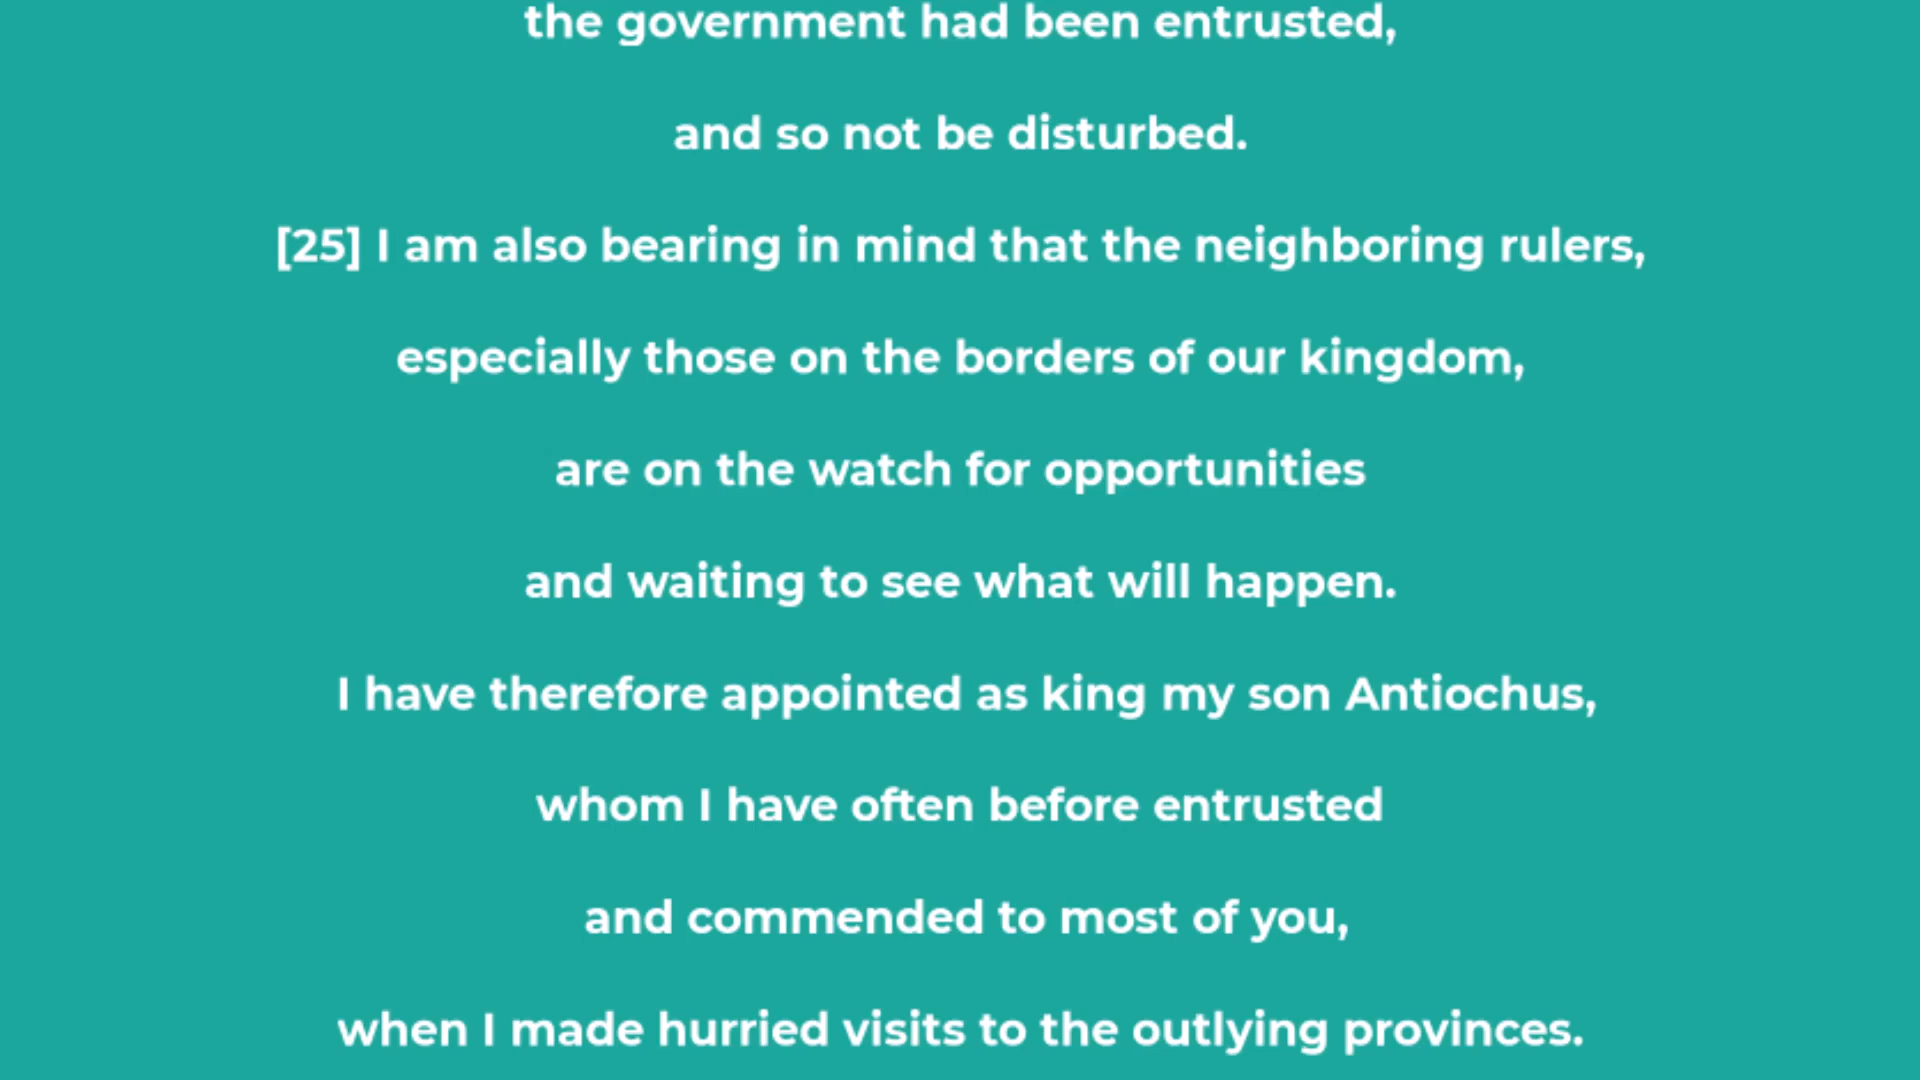 the government had been entrusted,
and so not be disturbed.
[25] I am also bearing in mind that the neighboring rulers,
especially those on the borders of our kingdom,
are on the watch for opportunities
and waiting to see what will happen.
I have therefore appointed as king my son Antiochus,
whom I have often before entrusted
and commended to most of you,
when I made hurried visits to the outlying provinces.